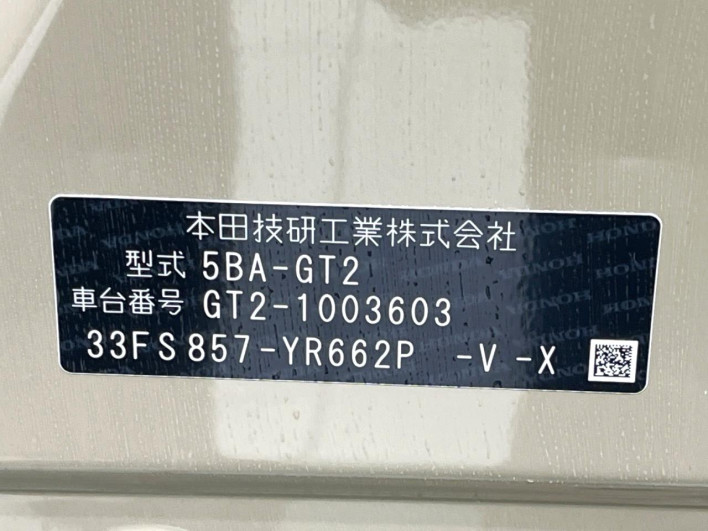 本田技研工業株式会社
型式 5BA-GT2
車台番号 GT2-1003603
33FS857-YR662P -V -X